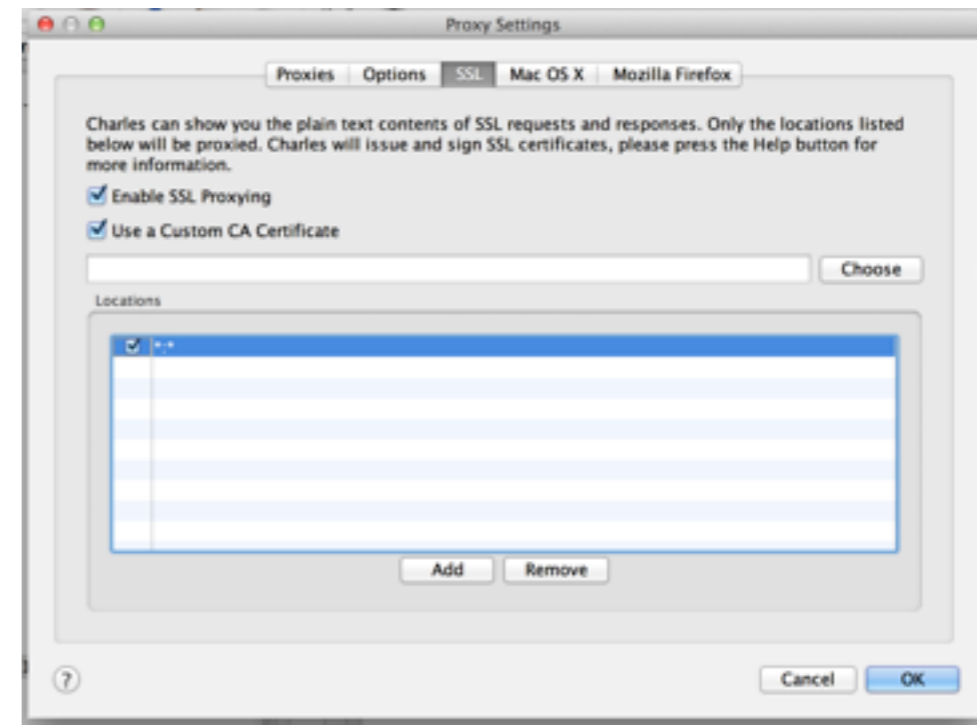 Proxy Settings
Proxies Options SSL Mac OS X Mozilla Firefox
Charles can show you the plain text contents of SSL requests and responses. Only the locations listed
below will be proxied. Charles will issue and sign SSL certificates, please press the Help button for
more information.
Enable SSL Proxying
Use a Custom CA Certificate
Choose
Locations
*:*
Add Remove
? Cancel OK